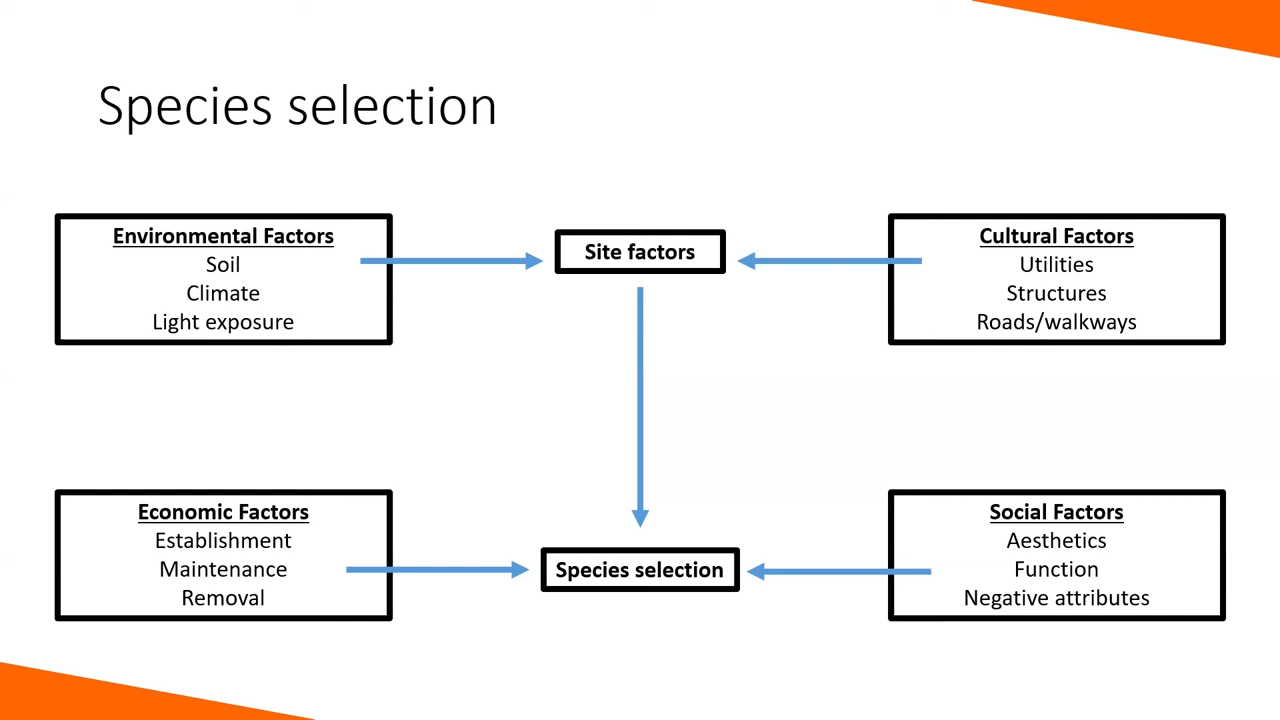 Species selection
Environmental Factors
Soil
Climate
Light exposure
Site factors
Cultural Factors
Utilities
Structures
Roads/walkways
Economic Factors
Establishment
Maintenance
Removal
Species selection
Social Factors
Aesthetics
Function
Negative attributes